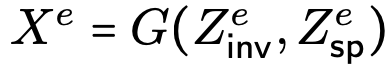 X^e = G(Z^e_inv, Z^e_sp)